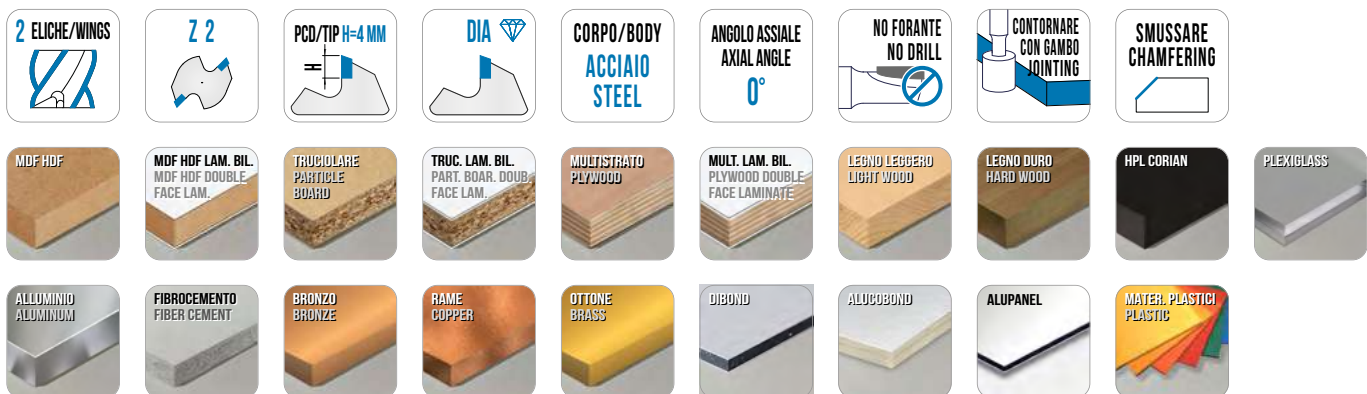 2 ELICHE/WINGS
Z 2
PCD/TIP H=4 MM
H
DIA
CORPO/BODY
ACCIAIO
STEEL
ANGOLO ASSIALE
AXIAL ANGLE
0°
NO FORANTE
NO DRILL
CONTORNARE
CON GAMBO
JOINTING
SMUSSARE
CHAMFERING
MDF HDF
MDF HDF LAM. BIL.
MDF HDF DOUBLE
FACE LAM.
TRUCIOLARE
PARTICLE
BOARD
TRUC. LAM. BIL.
PART. BOAR. DOUB.
FACE LAM.
MULTISTRATO
PLYWOOD
MULT. LAM. BIL.
PLYWOOD DOUBLE
FACE LAMINATE
LEGNO LEGGERO
LIGHT WOOD
LEGNO DURO
HARD WOOD
HPL CORIAN
PLEXIGLASS
ALLUMINIO
ALUMINUM
FIBROCEMENTO
FIBER CEMENT
BRONZO
BRONZE
RAME
COPPER
OTTONE
BRASS
DIBOND
ALUCOBOND
ALUPANEL
MATER. PLASTICI
PLASTIC